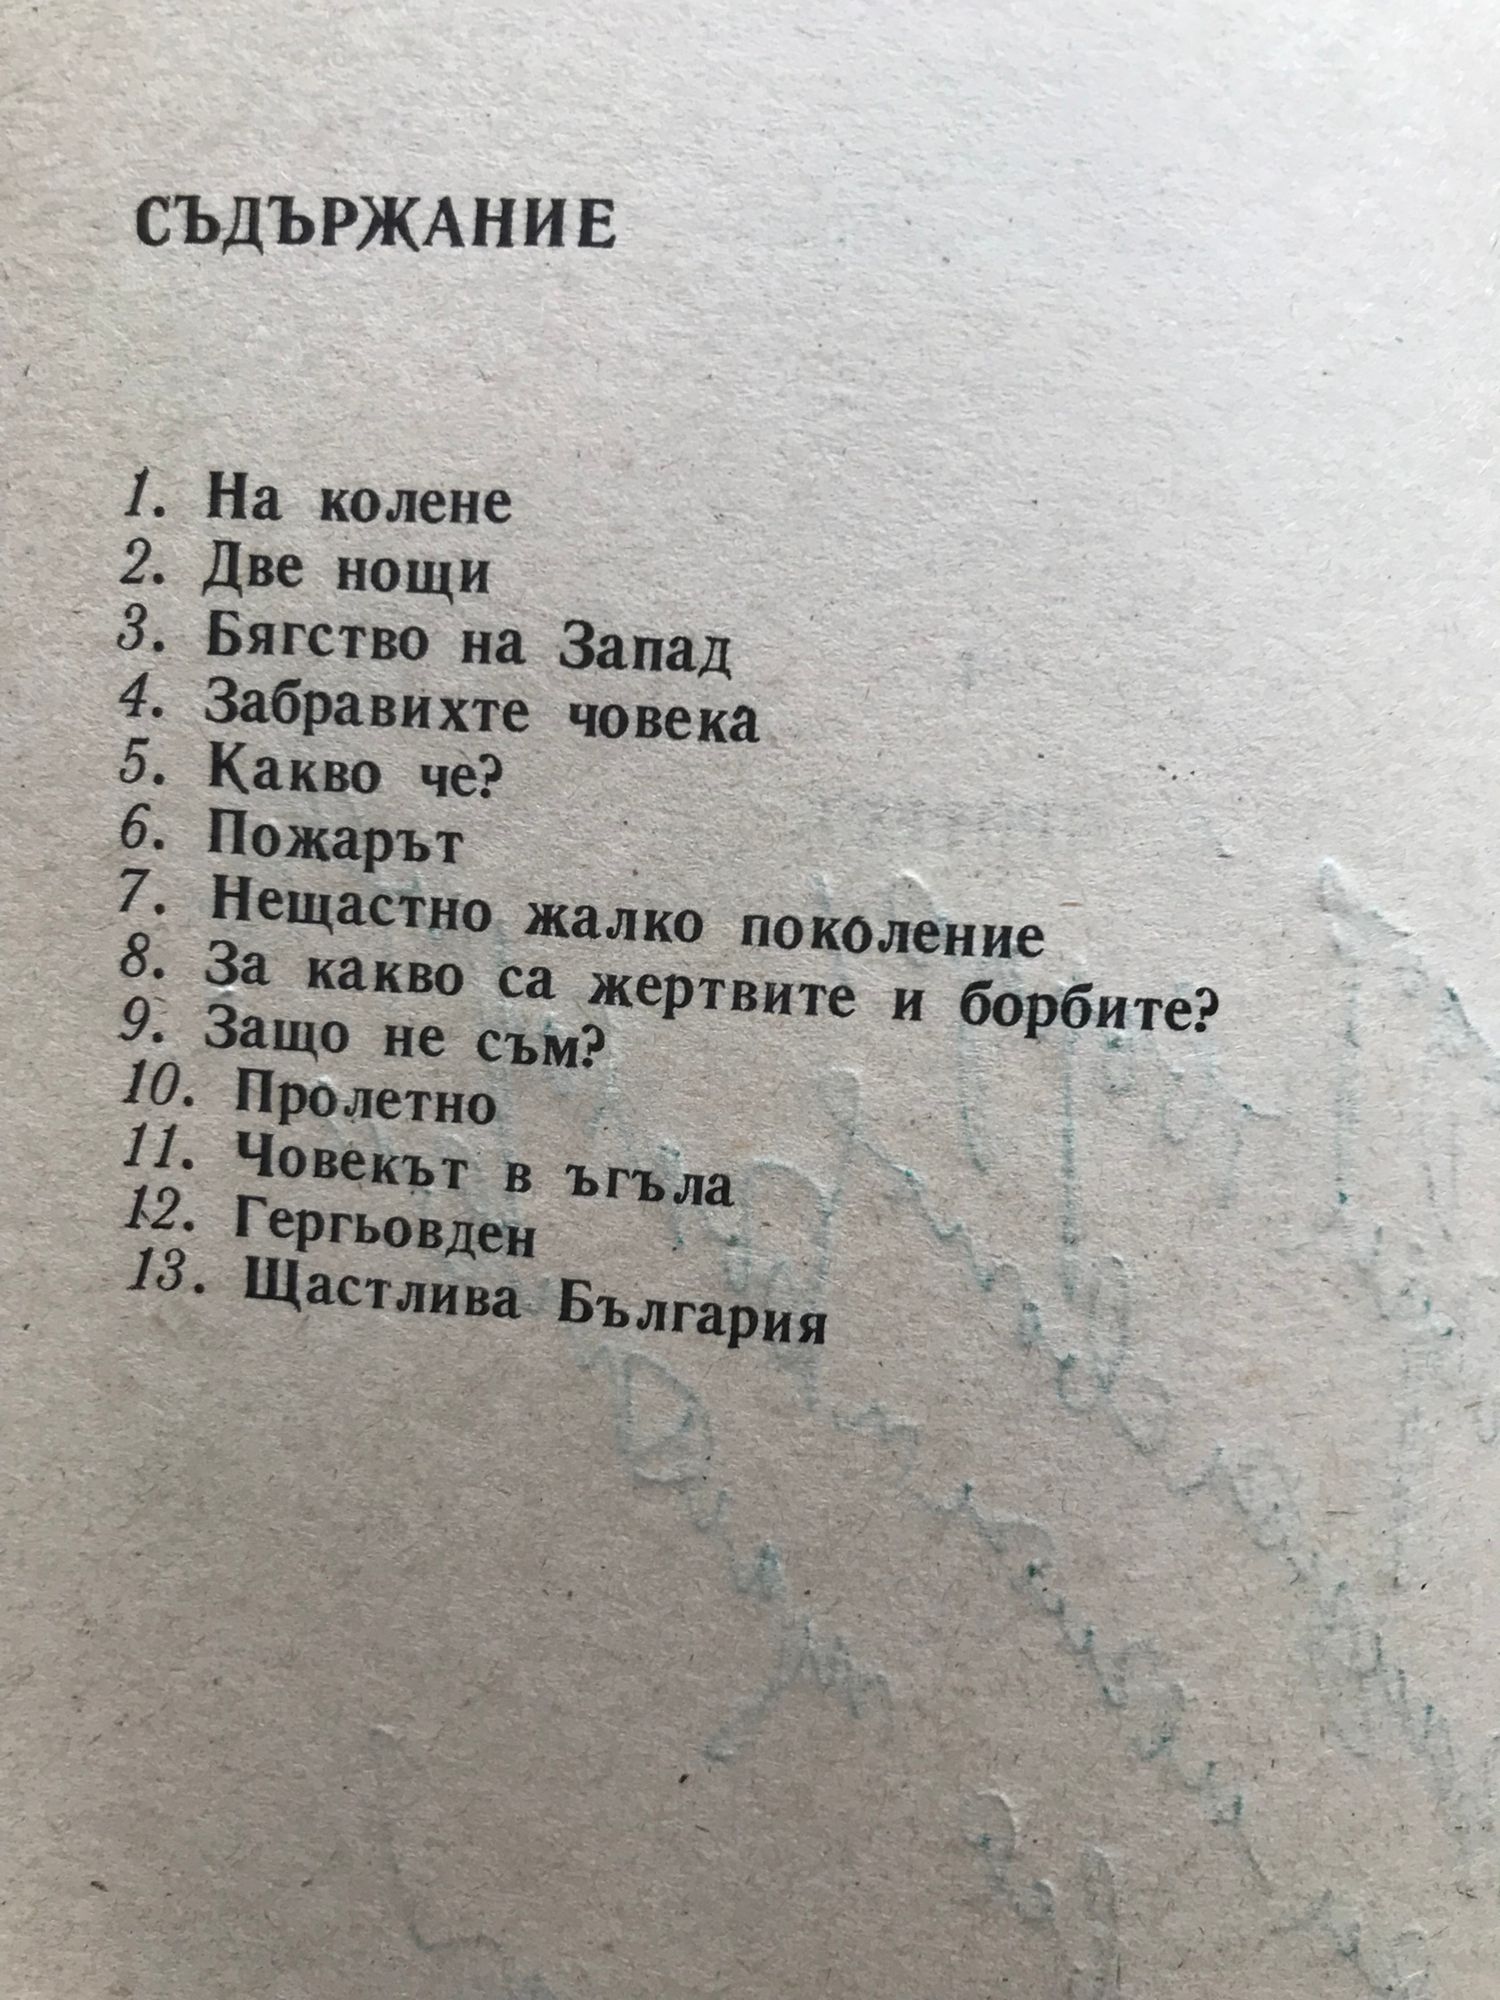 СЪДЪРЖАНИЕ
1. На колене
2. Две нощи
3. Бягство на Запад
4. Забравихте човека
5. Какво че?
6. Пожарът
7. Нещастно жалко поколение
8. За какво са жертвите и борбите?
9. Защо не съм?
10. Пролетно
11. Човекът в ъгъла
12. Гергьовден
13. Щастлива България